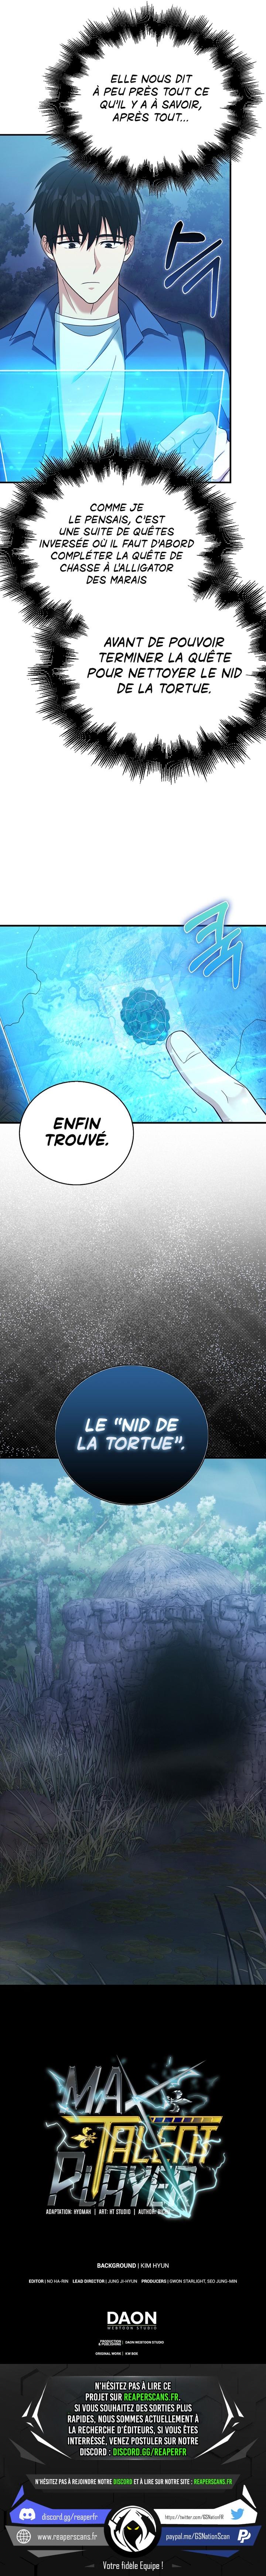 ELLE NOUS DIT
À PEU PRÈS TOUT CE
QU'IL Y A À SAVOIR,
APRÈS TOUT...
COMME JE
LE PENSAIS, C'EST
UNE SUITE DE QUÊTES
INVERSÉE OÙ IL FAUT D'ABORD
COMPLÉTER LA QUÊTE DE
CHASSE À L'ALLIGATOR
DES MARAIS
AVANT DE POUVOIR
TERMINER LA QUÊTE
POUR NETTOYER LE NID
DE LA TORTUE.
ENFIN
TROUVÉ.
LE "NID DE
LA TORTUE".
MAX
TALENT
PLAYER
ADAPTATION: HYOMAH | ART: RT STUDIO | AUTHOR:
BACKGROUND | KIM HYUN
EDITOR | NO.HA-RIN LEAD DIRECTOR | JUNG JI-HYUN PRODUCERS | GWON STARLIGHT, SEO JUNG-MIN
DAON
WEBTOON STUDIO
PRODUCTION & PUBLISHING | DAON WEBTOON STUDIO
ORIGINAL WORK | KW BOOK
N'HÉSITEZ PAS À LIRE CE
PROJET SUR REAPERSCANS.FR.
SI VOUS SOUHAITEZ DES SORTIES PLUS
RAPIDES, NOUS SOMMES ACTUELLEMENT À
LA RECHERCHE D'ÉDITEURS, SI VOUS ÊTES
INTERRÉSSÉ, VENEZ POSTULER SUR NOTRE
DISCORD : DISCORD.GG/REAPERFR
N'HÉSITEZ PAS À REJOINDRE NOTRE DISCORD ET À LIRE SUR NOTRE SITE : REAPERSCANS.FR
discord.gg/reaperfr
https://twitter.com/GSNationFR
www.reaperscans.fr
paypal.me/GSNationScan
Votre fidèle Equipe !